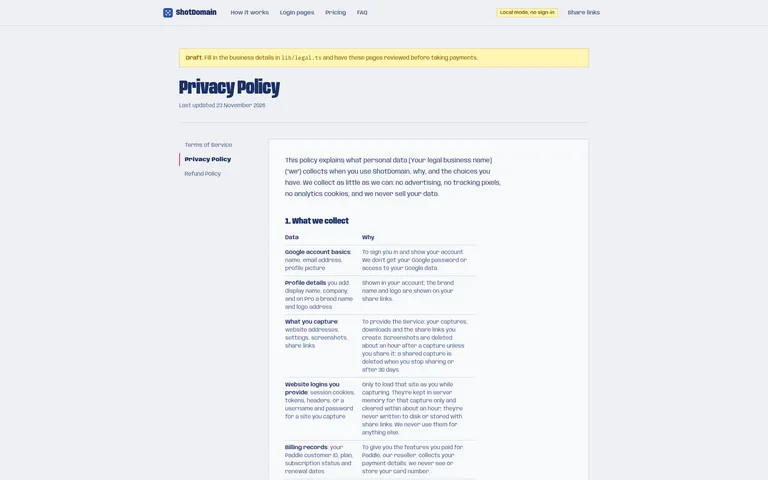 ShotDomain How it works Login pages Pricing FAQ Local mode, no sign-in Share links
Draft. Fill in the business details in lib/legal.ts and have these pages reviewed before taking payments.
Privacy Policy
Last updated 23 November 2026
Terms of Service
Privacy Policy
Refund Policy
This policy explains what personal data [Your legal business name]
("we") collects when you use ShotDomain, why, and the choices you
have. We collect as little as we can: no advertising, no tracking pixels,
no analytics cookies, and we never sell your data.
1. What we collect
Data Why
Google account basics:
name, email address,
profile picture
To sign you in and show your account.
We don't get your Google password or
access to your Google data.
Profile details you add:
display name, company,
and on Pro a brand name
and logo address
Shown in your account; the brand
name and logo are shown on your
share links.
What you capture:
website addresses,
settings, screenshots,
share links
To provide the Service: your captures,
downloads and the share links you
create. Screenshots are deleted
about an hour after a capture unless
you share it; a shared capture is
deleted when you stop sharing or
after 30 days.
Website logins you
provide: session cookies,
tokens, headers, or a
username and password
for a site you capture
Only to load that site as you while
capturing. They're kept in server
memory for that capture only and
cleared within about an hour; they're
never written to disk or stored with
share links. We never use them for
anything else.
Billing records: your
Paddle customer ID, plan,
subscription status and
renewal dates
To give you the features you paid for.
Paddle, our reseller, collects your
payment details; we never see or
store your card number.